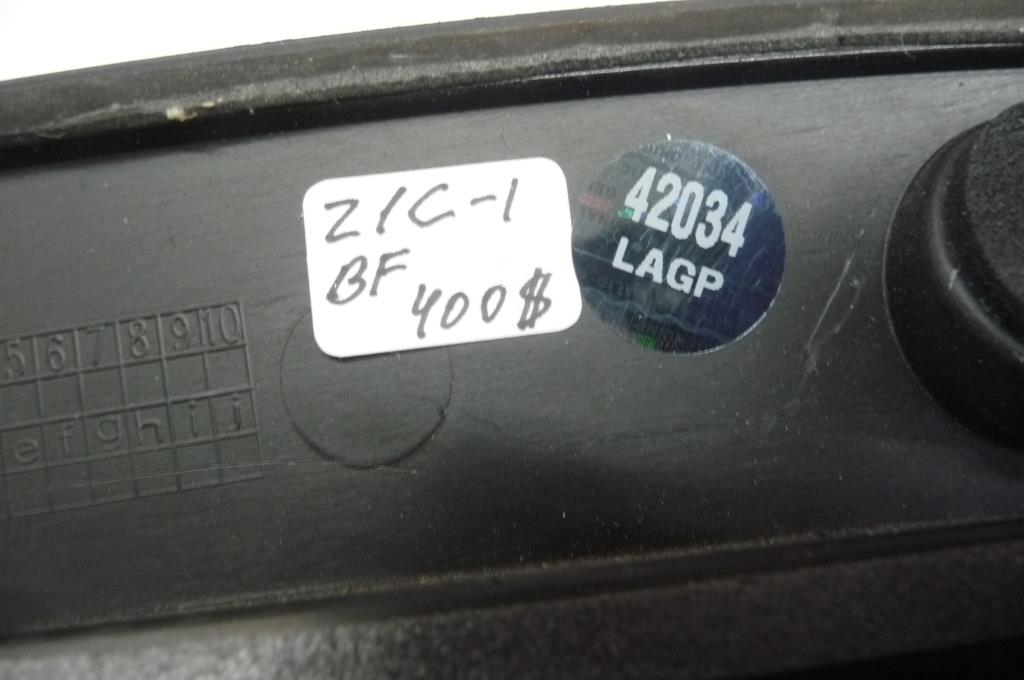 Z1C-1
BF
400$
42034
LAGP
5 6 7 8 9 10
e f g h i j